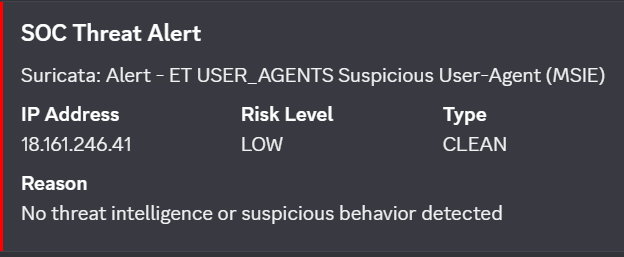 SOC Threat Alert
Suricata: Alert - ET USER_AGENTS Suspicious User-Agent (MSIE)
IP Address Risk Level Type
18.161.246.41 LOW CLEAN
Reason
No threat intelligence or suspicious behavior detected